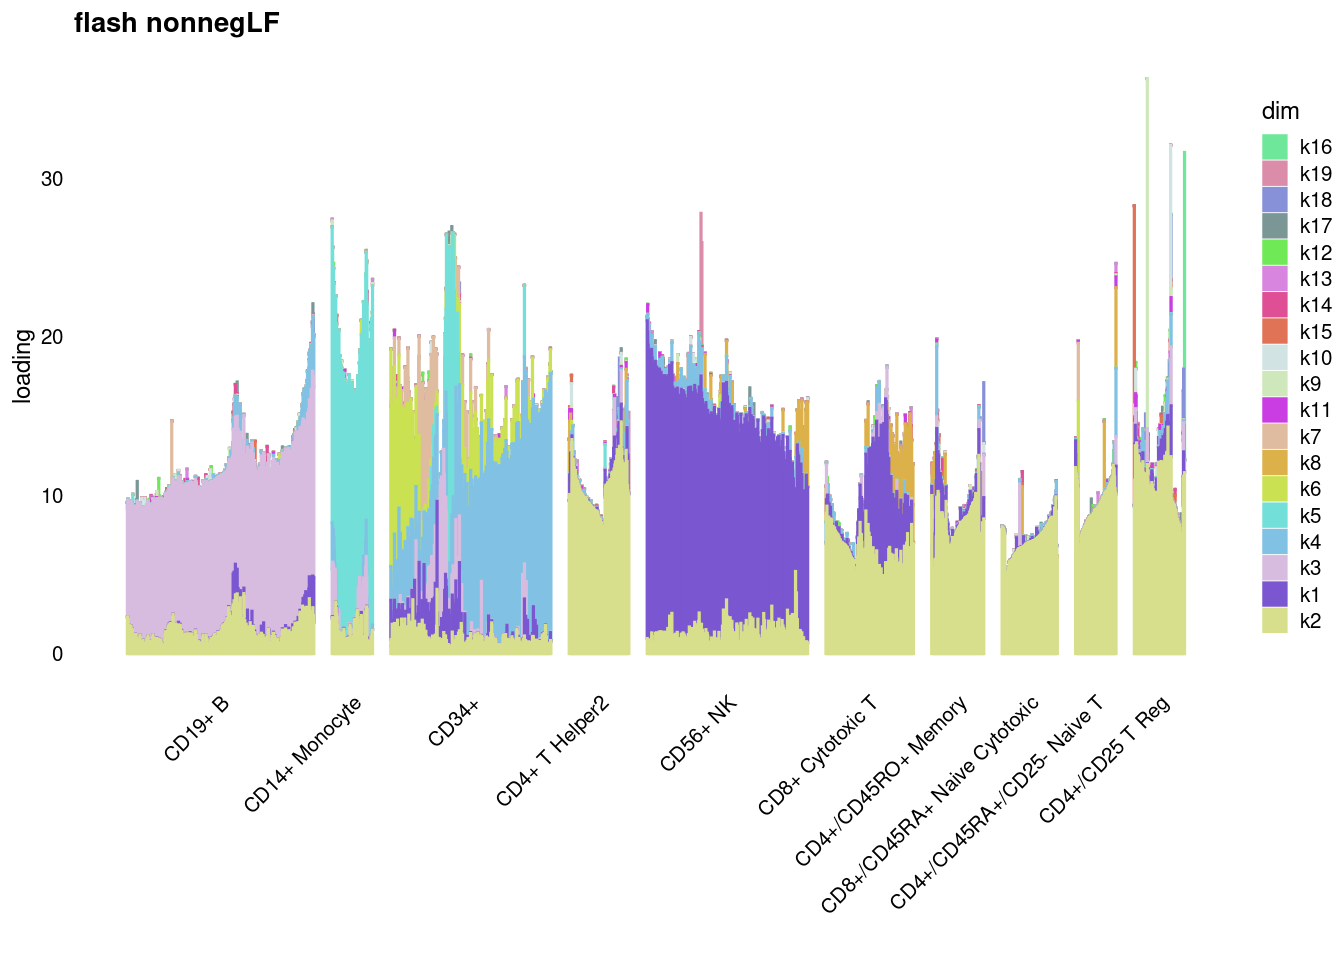 flash nonnegLF
loading
30
20
10
0
CD19+ B
CD14+ Monocyte
CD34+
CD4+ T Helper2
CD56+ NK
CD8+ Cytotoxic T
CD4+/CD45RO+ Memory
CD8+/CD45RA+ Naive Cytotoxic
CD4+/CD45RA+/CD25- Naive T
CD4+/CD25 T Reg
dim
k16
k19
k18
k17
k12
k13
k14
k15
k10
k9
k11
k7
k8
k6
k5
k4
k3
k1
k2